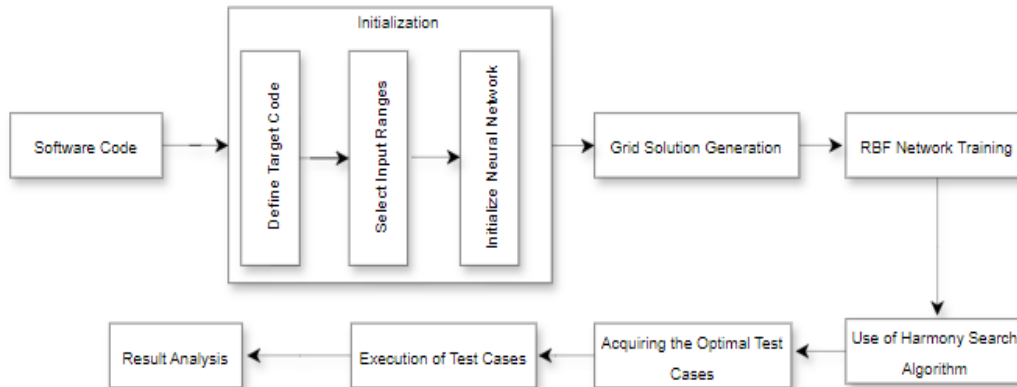 Initialization
Software Code
Define Target Code
Select Input Ranges
Initialize Neural Network
Grid Solution Generation
RBF Network Training
Use of Harmony Search
Algorithm
Acquiring the Optimal Test
Cases
Execution of Test Cases
Result Analysis